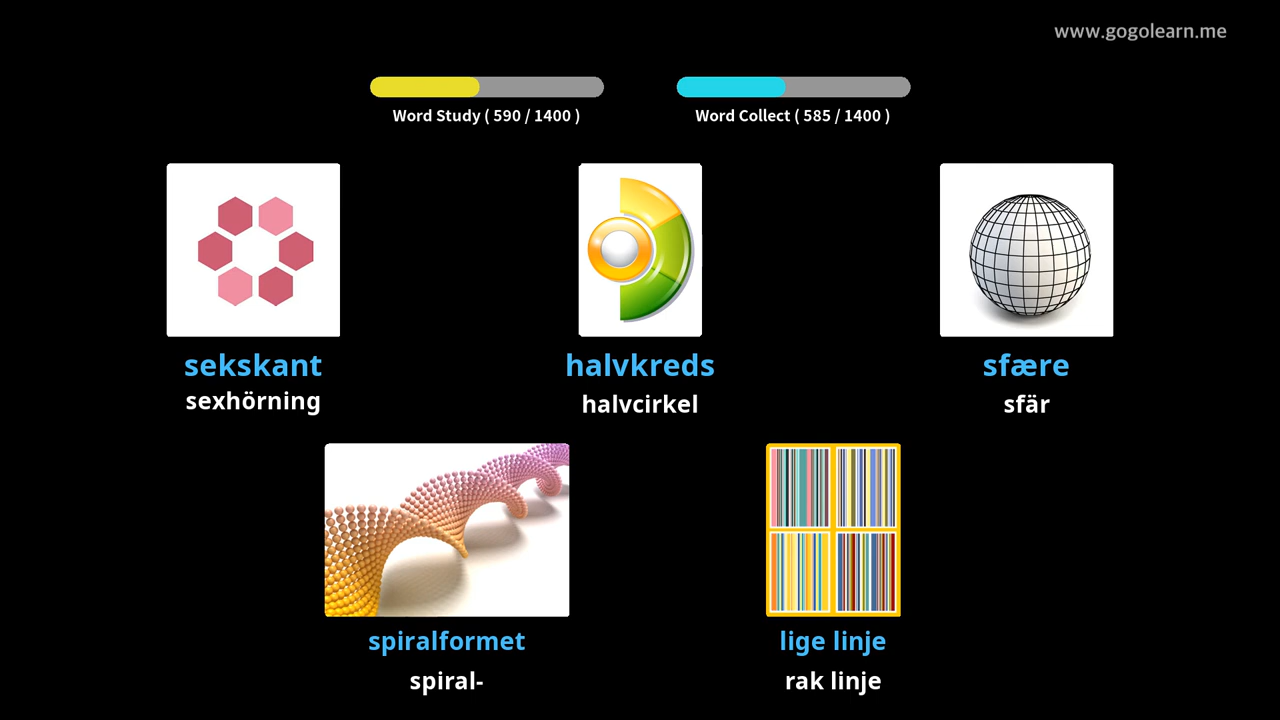 www.gogolearn.me
Word Study ( 590 / 1400 )
Word Collect ( 585 / 1400 )
sekskant
sexhörning
halvkreds
halvcirkel
sfære
sfär
spiralformet
spiral-
lige linje
rak linje